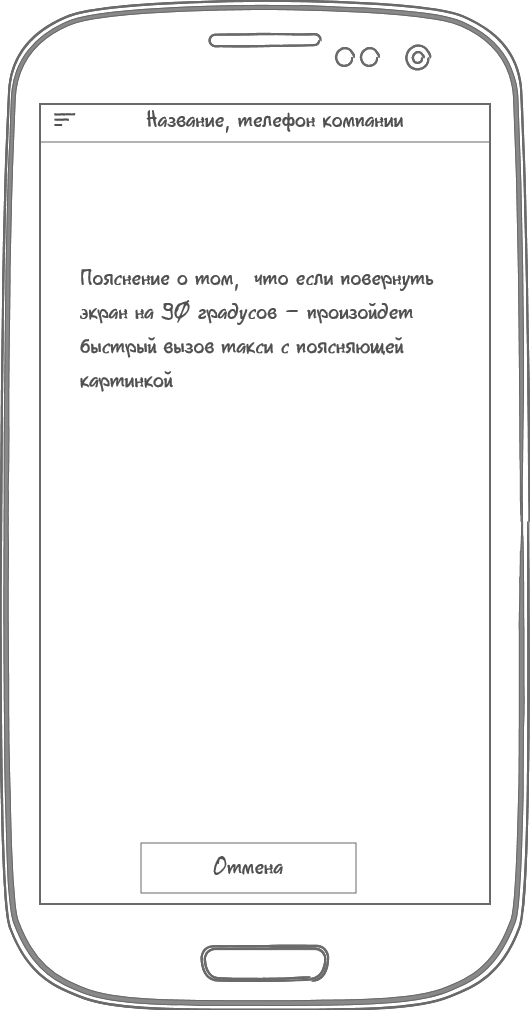 Название, телефон компании
Пояснение о том, что если повернуть
экран на 90 градусов - произойдет
быстрый вызов такси с поясняющей
картинкой
Отмена